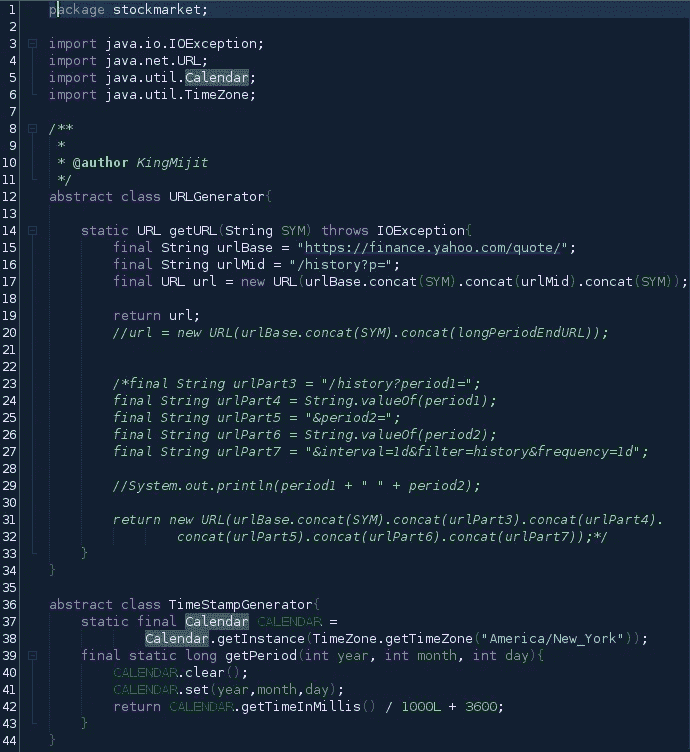 1 package stockmarket;
2
3 import java.io.IOException;
4 import java.net.URL;
5 import java.util.Calendar;
6 import java.util.TimeZone;
7
8 /**
9  *
10  * @author KingMijit
11  */
12 abstract class URLGenerator{
13
14     static URL getURL(String SYM) throws IOException{
15         final String urlBase = "https://finance.yahoo.com/quote/";
16         final String urlMid = "/history?p=";
17         final URL url = new URL(urlBase.concat(SYM).concat(urlMid).concat(SYM));
18
19         return url;
20         //url = new URL(urlBase.concat(SYM).concat(longPeriodEndURL));
21
22
23         /*final String urlPart3 = "/history?period1=";
24         final String urlPart4 = String.valueOf(period1);
25         final String urlPart5 = "&period2=";
26         final String urlPart6 = String.valueOf(period2);
27         final String urlPart7 = "&interval=1d&filter=history&frequency=1d";
28
29         //System.out.println(period1 + " " + period2);
30
31         return new URL(urlBase.concat(SYM).concat(urlPart3).concat(urlPart4).
32                 concat(urlPart5).concat(urlPart6).concat(urlPart7));*/
33     }
34 }
35
36 abstract class TimeStampGenerator{
37     static final Calendar CALENDAR =
38             Calendar.getInstance(TimeZone.getTimeZone("America/New_York"));
39     final static long getPeriod(int year, int month, int day){
40         CALENDAR.clear();
41         CALENDAR.set(year,month,day);
42         return CALENDAR.getTimeInMillis() / 1000L + 3600;
43     }
44 }